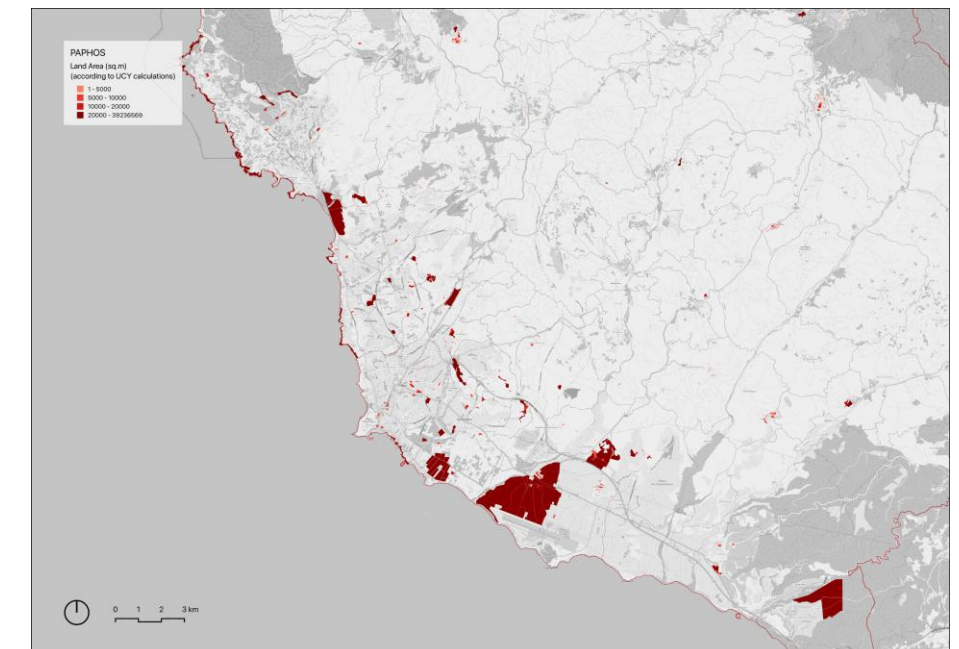 PAPHOS
Land Area (sq.m)
(according to UCY calculations)
1 - 5000
5000 - 10000
10000 - 20000
20000 - 39236569
0 1 2 3 km